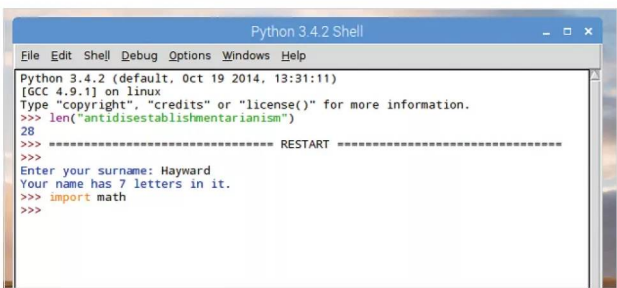 Python 3.4.2 Shell
File Edit Shell Debug Options Windows Help
Python 3.4.2 (default, Oct 19 2014, 13:31:11)
[GCC 4.9.1] on linux
Type "copyright", "credits" or "license()" for more information.
>>> len("antidisestablishmentarianism")
28
>>> ================================ RESTART ================================
>>>
Enter your surname: Hayward
Your name has 7 letters in it.
>>> import math
>>>